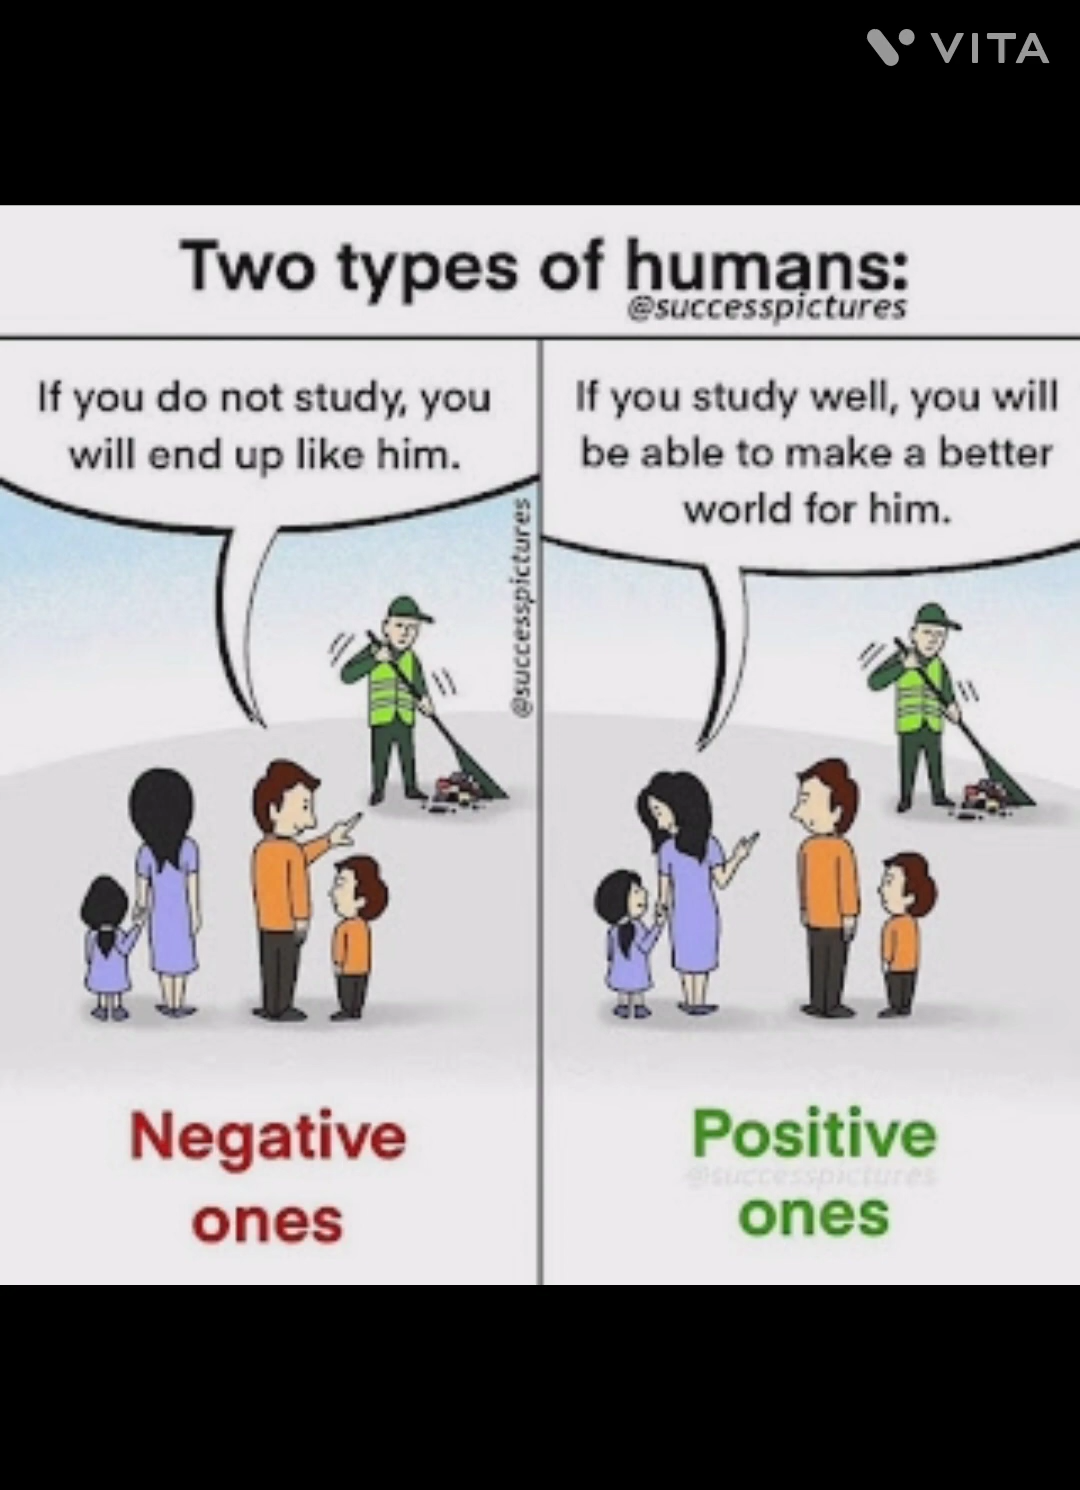 VITA
Two types of humans:
@successpictures
If you do not study, you
will end up like him.
@successpictures
If you study well, you will
be able to make a better
world for him.
Negative
ones
Positive
@successpictures
ones